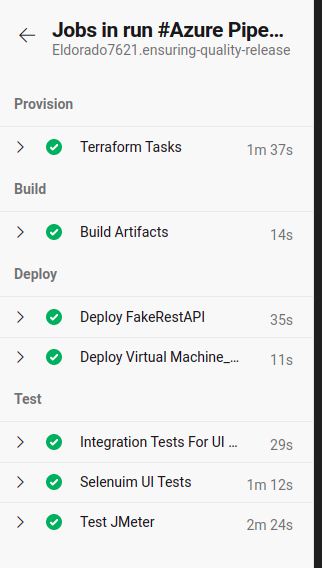 Jobs in run #Azure Pipe...
Eldorado7621.ensuring-quality-release
Provision
Terraform Tasks 1m 37s
Build
Build Artifacts 14s
Deploy
Deploy FakeRestAPI 35s
Deploy Virtual Machine_... 11s
Test
Integration Tests For UI ... 29s
Selenuim UI Tests 1m 12s
Test JMeter 2m 24s